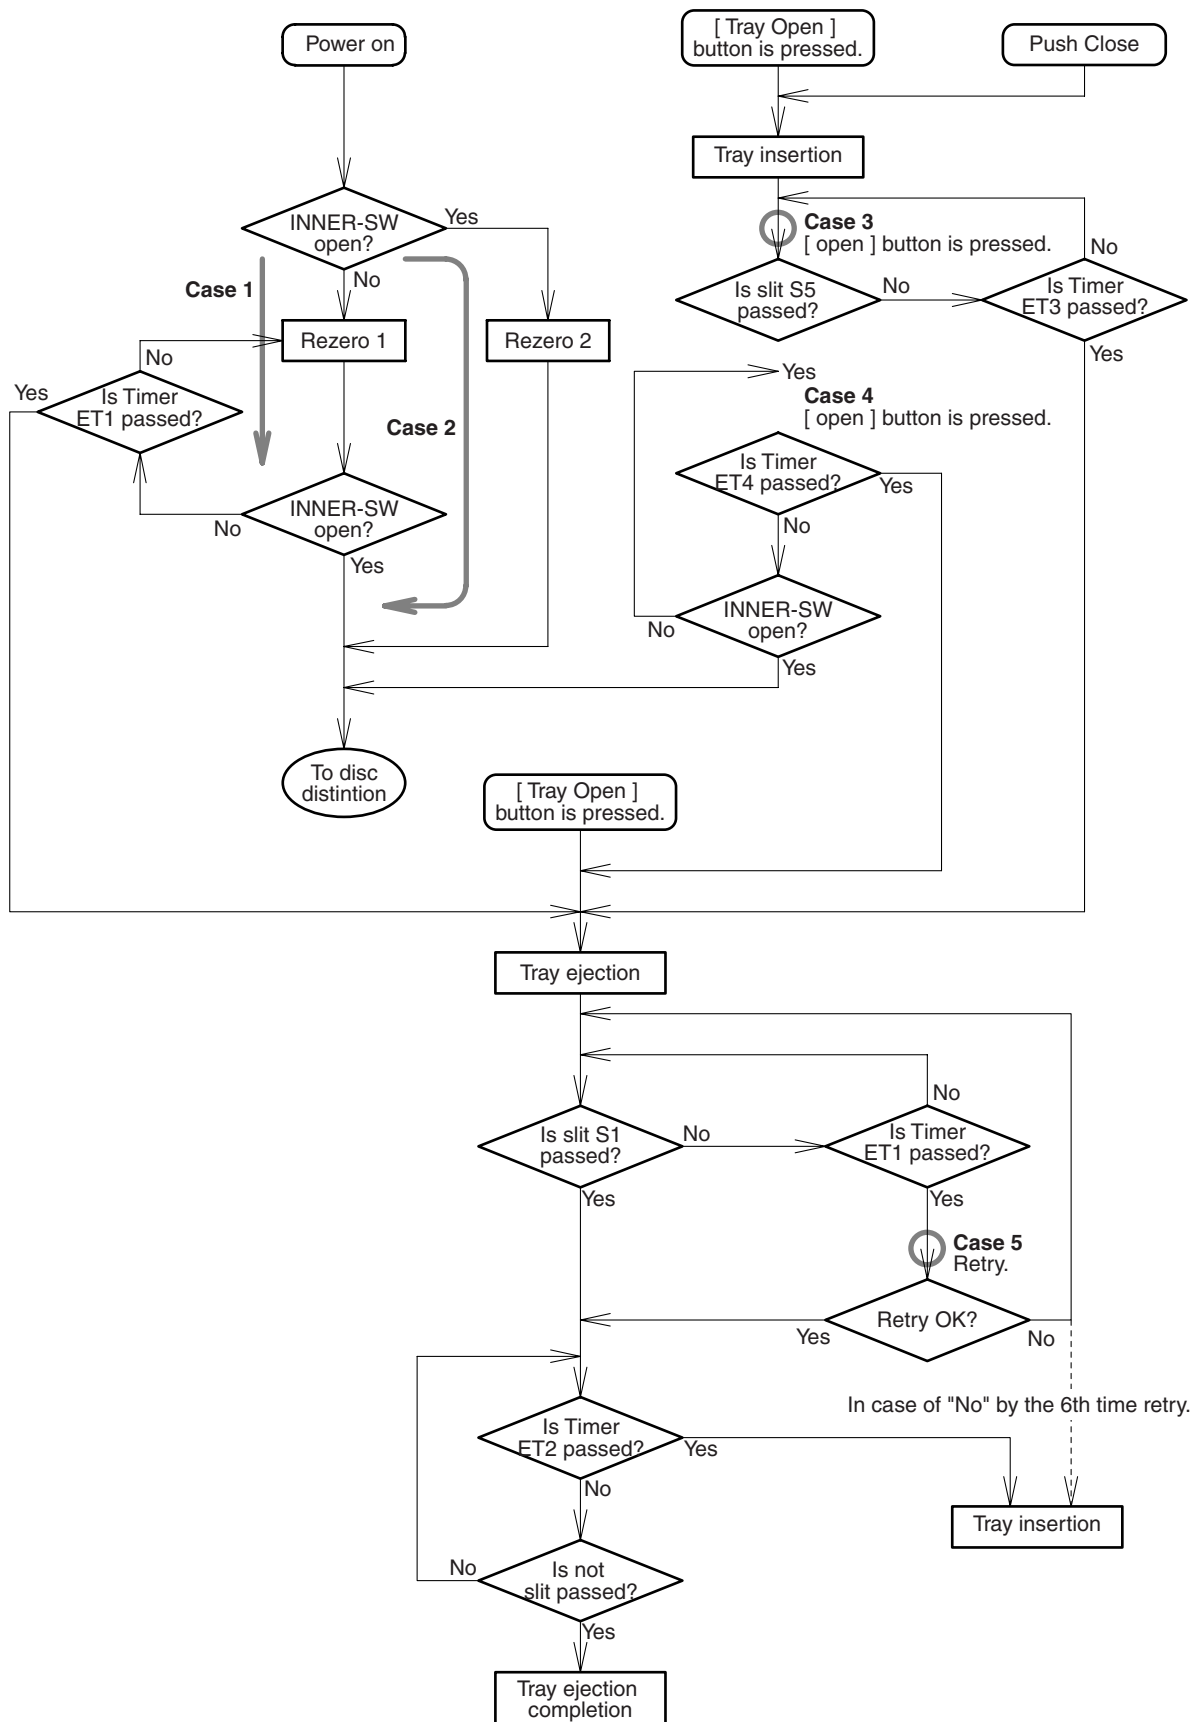 Power on
[ Tray Open ]
button is pressed.
Push Close
Tray insertion
INNER-SW
open?
Yes
No
Case 1
Case 3
[ open ] button is pressed.
Is slit S5
passed?
No
No
Is Timer
ET3 passed?
Yes
Rezero 1
Rezero 2
No
Yes
Is Timer
ET1 passed?
Case 2
Yes
Case 4
[ open ] button is pressed.
Is Timer
ET4 passed?
Yes
No
INNER-SW
open?
No
Yes
INNER-SW
open?
No
Yes
To disc
distintion
[ Tray Open ]
button is pressed.
Tray ejection
Is slit S1
passed?
No
Yes
No
Is Timer
ET1 passed?
Yes
Case 5
Retry.
Retry OK?
Yes
No
In case of "No" by the 6th time retry.
Is Timer
ET2 passed?
Yes
No
Tray insertion
No
Is not
slit passed?
Yes
Tray ejection
completion